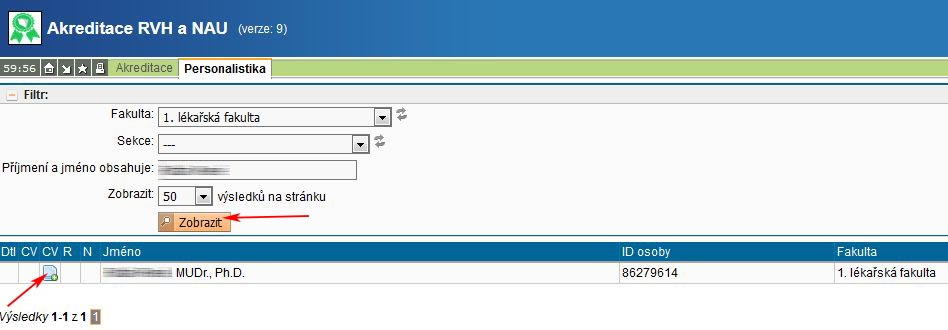 Akreditace RVH a NAU (verze: 9)
59:56 Akreditace Personalistika
Filtr:
Fakulta: 1. lékařská fakulta
Sekce: ---
Příjmení a jméno obsahuje:
Zobrazit: 50 výsledků na stránku
Zobrazit
Dtl CV CV R N Jméno ID osoby Fakulta
MUDr., Ph.D. 86279614 1. lékařská fakulta
Výsledky 1-1 z 1 1